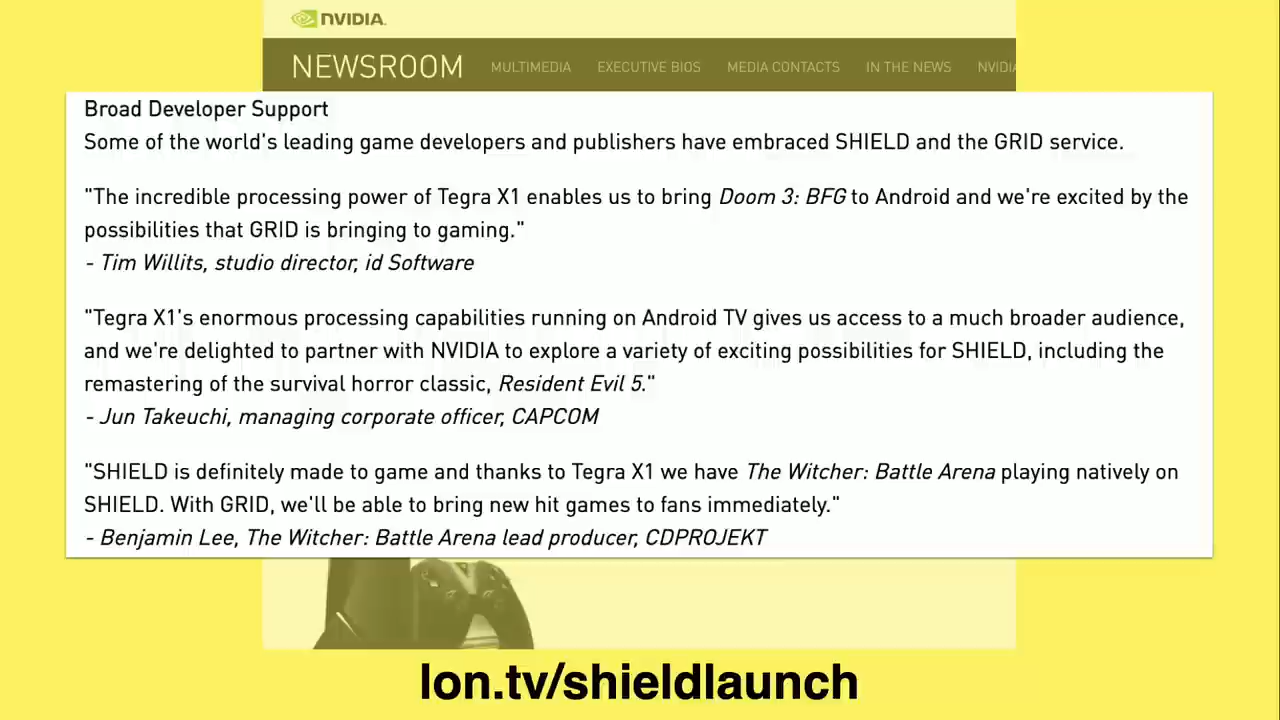 NVIDIA.
NEWSROOM MULTIMEDIA EXECUTIVE BIOS MEDIA CONTACTS IN THE NEWS
Broad Developer Support
Some of the world's leading game developers and publishers have embraced SHIELD and the GRID service.
"The incredible processing power of Tegra X1 enables us to bring Doom 3: BFG to Android and we're excited by the
possibilities that GRID is bringing to gaming."
- Tim Willits, studio director, id Software
"Tegra X1's enormous processing capabilities running on Android TV gives us access to a much broader audience,
and we're delighted to partner with NVIDIA to explore a variety of exciting possibilities for SHIELD, including the
remastering of the survival horror classic, Resident Evil 5."
- Jun Takeuchi, managing corporate officer, CAPCOM
"SHIELD is definitely made to game and thanks to Tegra X1 we have The Witcher: Battle Arena playing natively on
SHIELD. With GRID, we'll be able to bring new hit games to fans immediately."
- Benjamin Lee, The Witcher: Battle Arena lead producer, CDPROJEKT
lon.tv/shieldlaunch